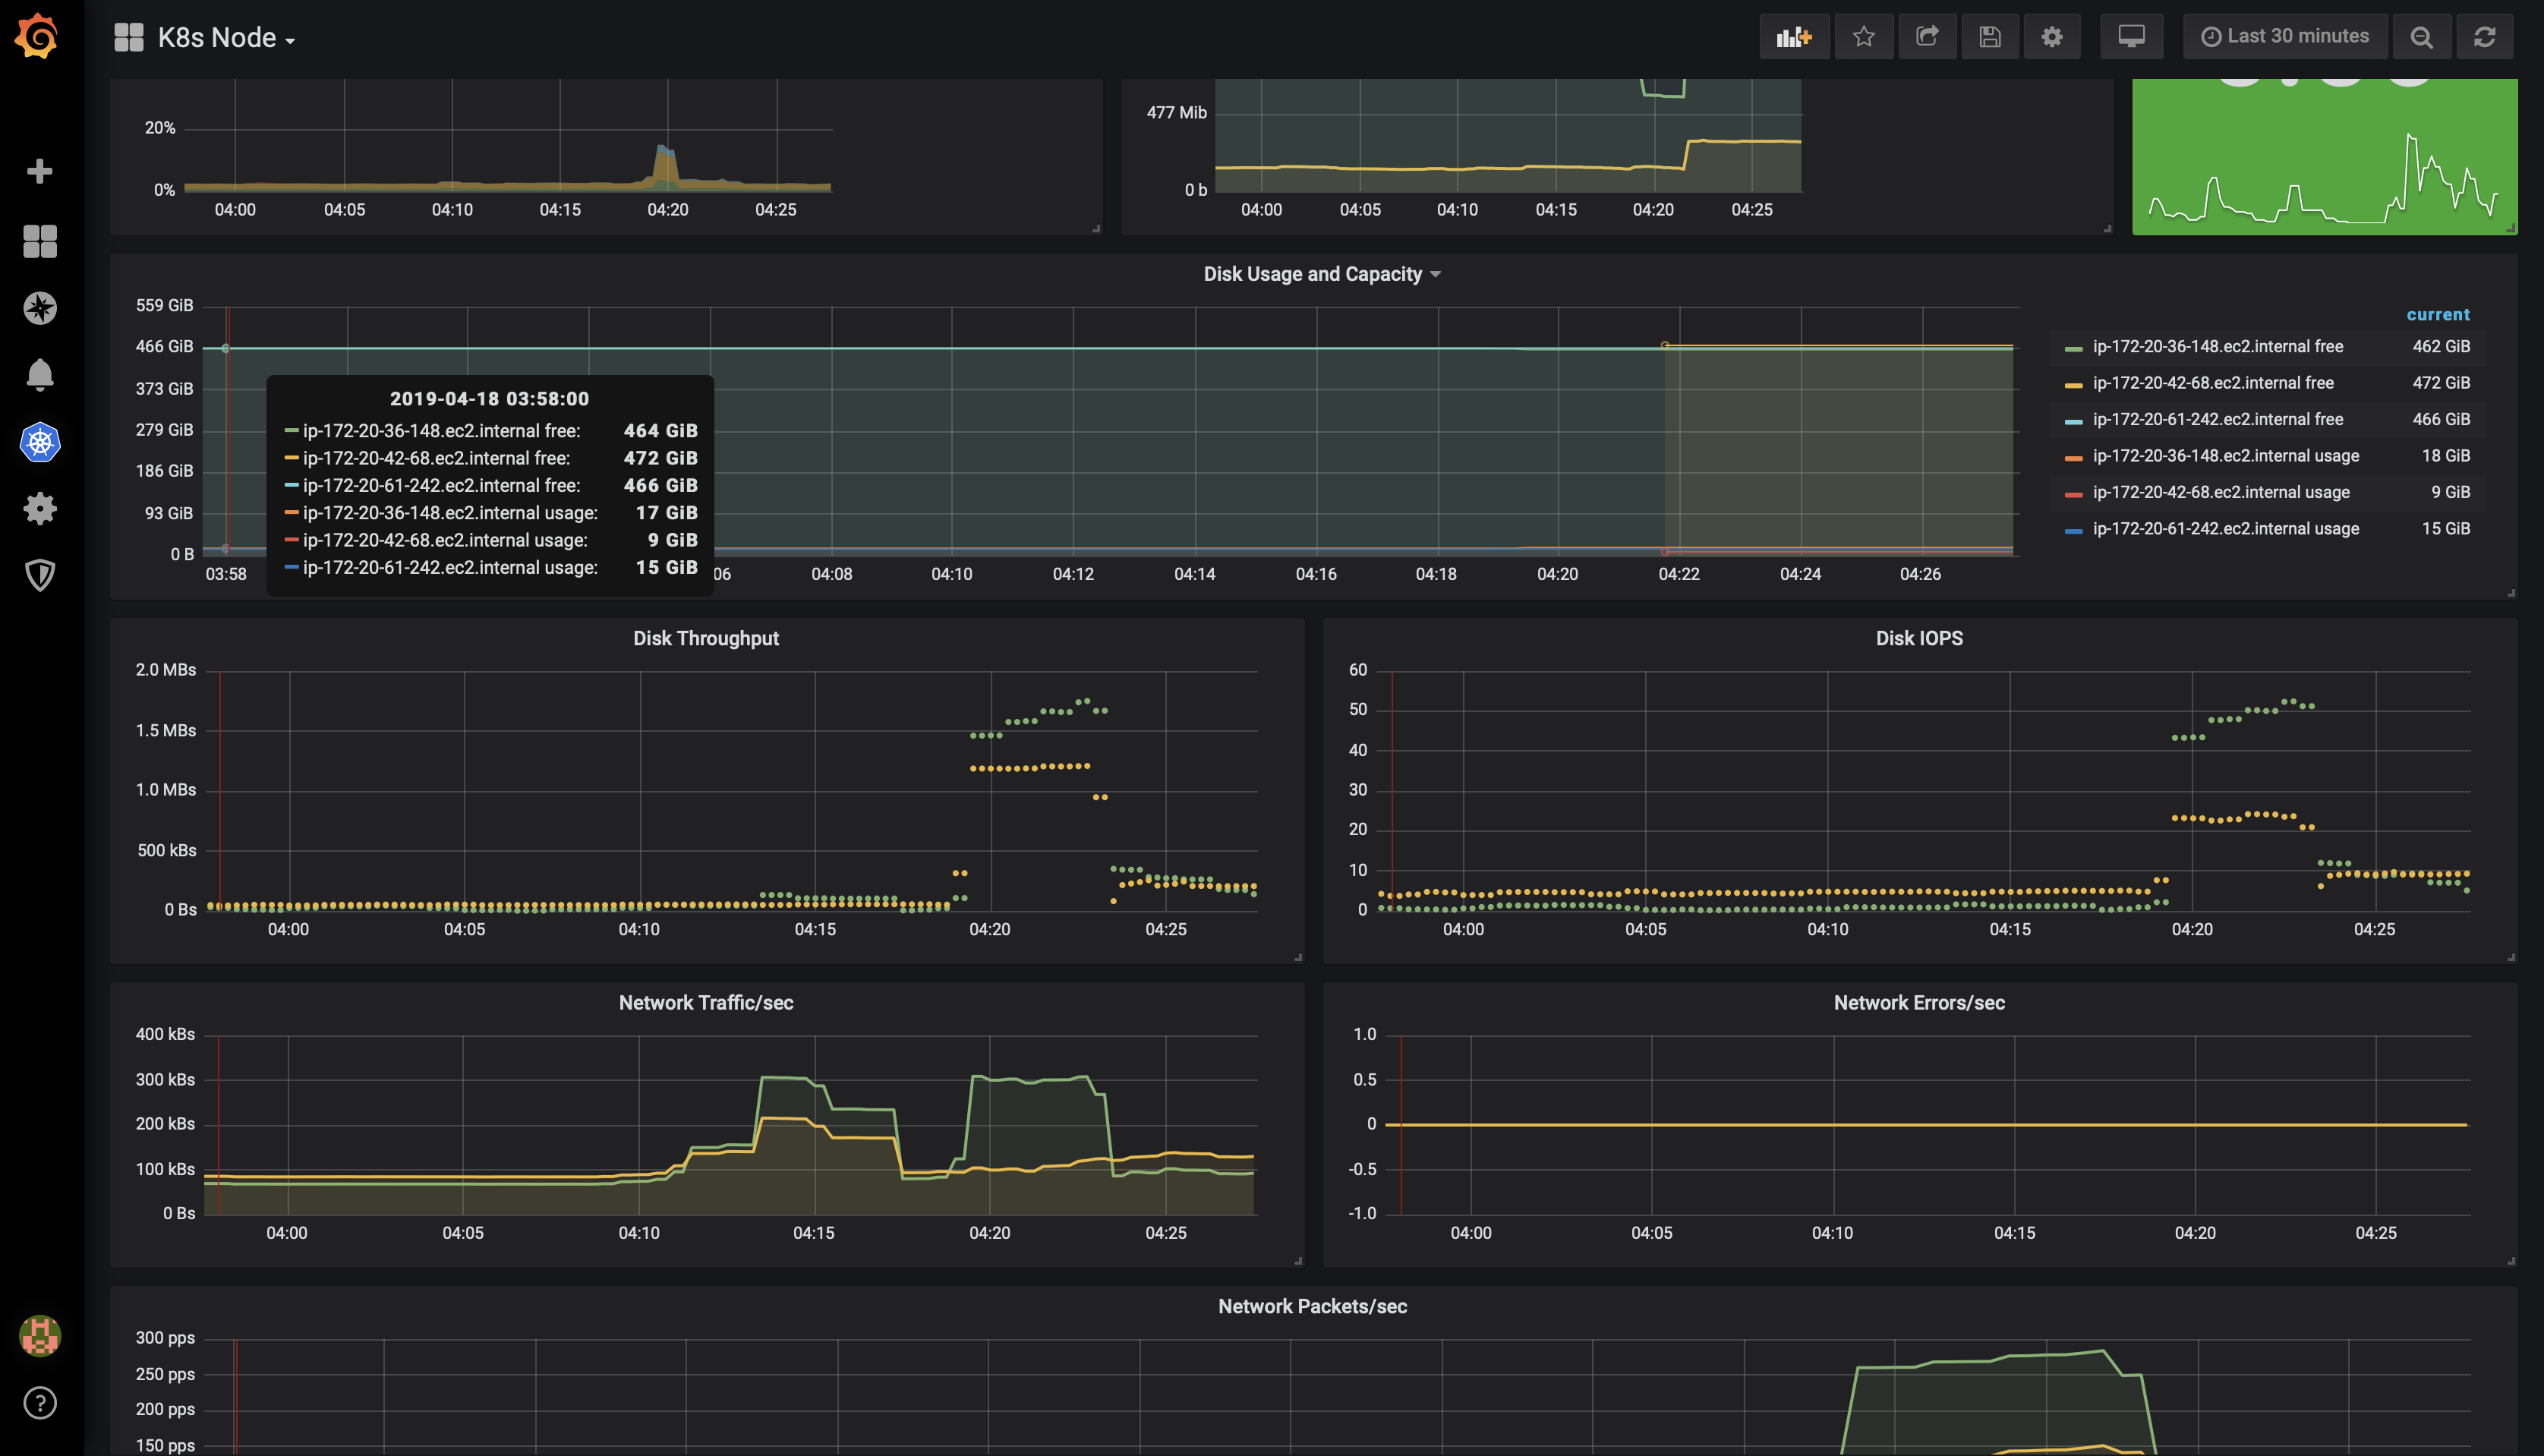 K8s Node
Last 30 minutes
20%
0%
04:00 04:05 04:10 04:15 04:20 04:25
477 Mib
0 b
04:00 04:05 04:10 04:15 04:20 04:25
Disk Usage and Capacity
559 GiB
466 GiB
373 GiB
279 GiB
186 GiB
93 GiB
0 B
03:58 06 04:08 04:10 04:12 04:14 04:16 04:18 04:20 04:22 04:24 04:26
2019-04-18 03:58:00
ip-172-20-36-148.ec2.internal free: 464 GiB
ip-172-20-42-68.ec2.internal free: 472 GiB
ip-172-20-61-242.ec2.internal free: 466 GiB
ip-172-20-36-148.ec2.internal usage: 17 GiB
ip-172-20-42-68.ec2.internal usage: 9 GiB
ip-172-20-61-242.ec2.internal usage: 15 GiB
current
ip-172-20-36-148.ec2.internal free 462 GiB
ip-172-20-42-68.ec2.internal free 472 GiB
ip-172-20-61-242.ec2.internal free 466 GiB
ip-172-20-36-148.ec2.internal usage 18 GiB
ip-172-20-42-68.ec2.internal usage 9 GiB
ip-172-20-61-242.ec2.internal usage 15 GiB
Disk Throughput
2.0 MBs
1.5 MBs
1.0 MBs
500 kBs
0 Bs
04:00 04:05 04:10 04:15 04:20 04:25
Disk IOPS
60
50
40
30
20
10
0
04:00 04:05 04:10 04:15 04:20 04:25
Network Traffic/sec
400 kBs
300 kBs
200 kBs
100 kBs
0 Bs
04:00 04:05 04:10 04:15 04:20 04:25
Network Errors/sec
1.0
0.5
0
-0.5
-1.0
04:00 04:05 04:10 04:15 04:20 04:25
Network Packets/sec
300 pps
250 pps
200 pps
150 pps